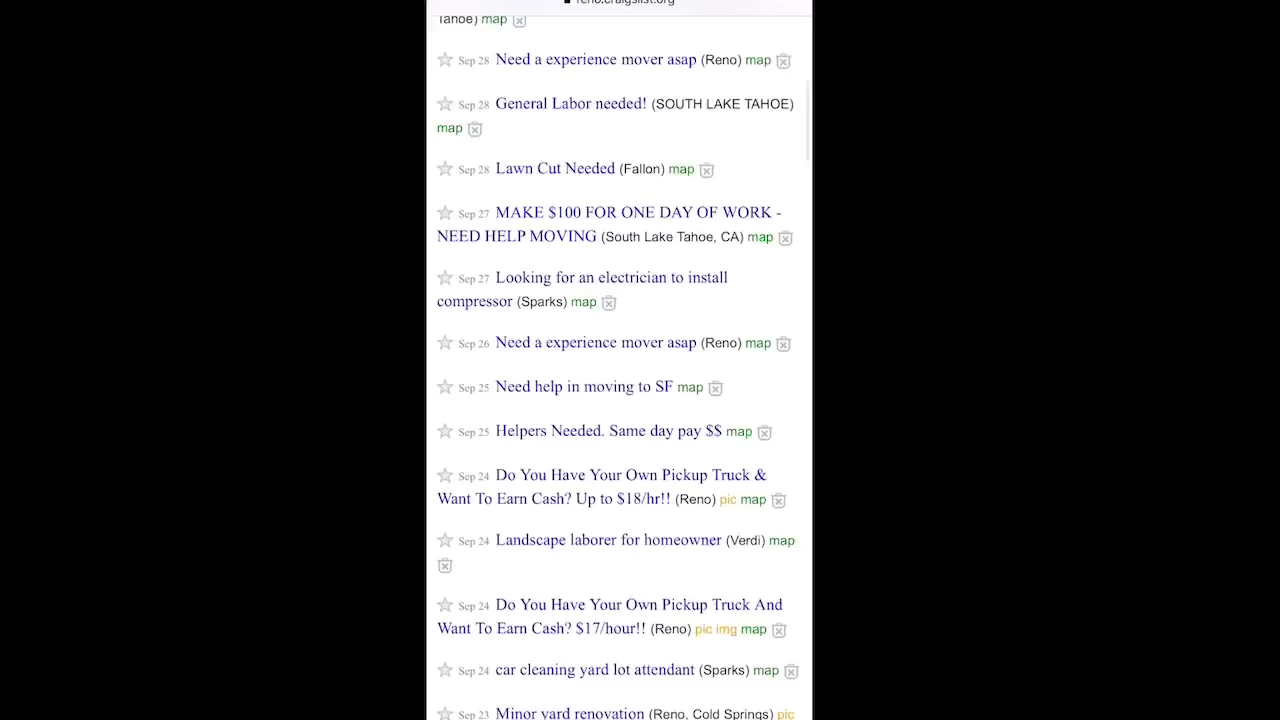 reno.craigslist.org
Tahoe) map
Sep 28 Need a experience mover asap (Reno) map
Sep 28 General Labor needed! (SOUTH LAKE TAHOE)
map
Sep 28 Lawn Cut Needed (Fallon) map
Sep 27 MAKE $100 FOR ONE DAY OF WORK -
NEED HELP MOVING (South Lake Tahoe, CA) map
Sep 27 Looking for an electrician to install
compressor (Sparks) map
Sep 26 Need a experience mover asap (Reno) map
Sep 25 Need help in moving to SF map
Sep 25 Helpers Needed. Same day pay $$ map
Sep 24 Do You Have Your Own Pickup Truck &
Want To Earn Cash? Up to $18/hr!! (Reno) pic map
Sep 24 Landscape laborer for homeowner (Verdi) map
Sep 24 Do You Have Your Own Pickup Truck And
Want To Earn Cash? $17/hour!! (Reno) pic img map
Sep 24 car cleaning yard lot attendant (Sparks) map
Sep 23 Minor yard renovation (Reno, Cold Springs) pic